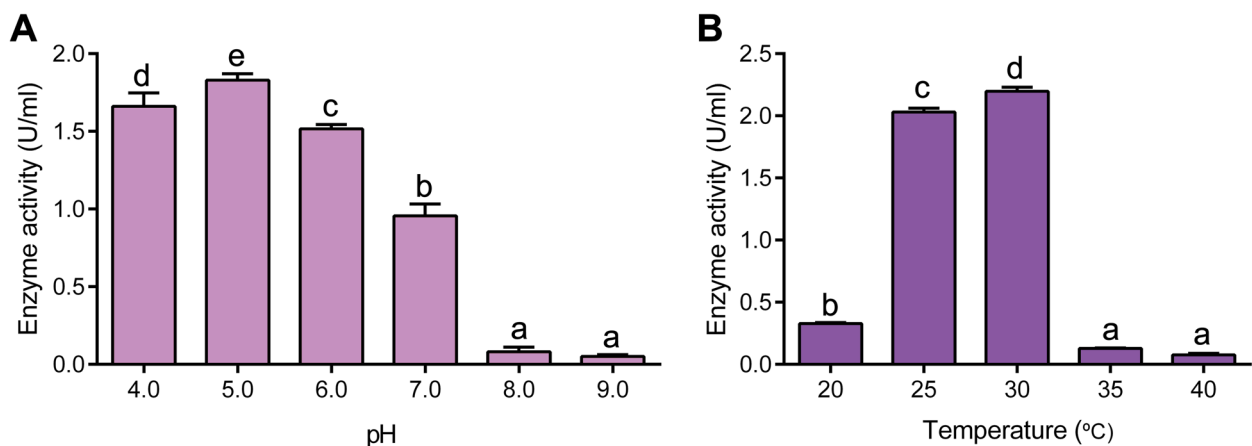 A
Enzyme activity (U/ml)
2.0
1.5
1.0
0.5
0.0
d
e
c
b
a
a
4.0 5.0 6.0 7.0 8.0 9.0
pH
B
Enzyme activity (U/ml)
2.5
2.0
1.5
1.0
0.5
0.0
b
c
d
a
a
20 25 30 35 40
Temperature (ºC)